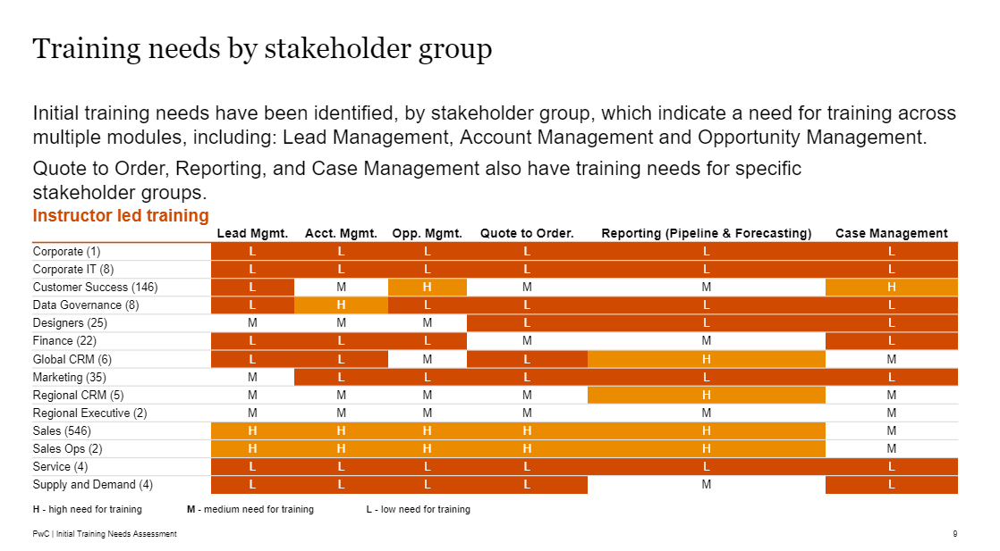 Training needs by stakeholder group
Initial training needs have been identified, by stakeholder group, which indicate a need for training across
multiple modules, including: Lead Management, Account Management and Opportunity Management.
Quote to Order, Reporting, and Case Management also have training needs for specific
stakeholder groups.
Instructor led training
Lead Mgmt. Acct. Mgmt. Opp. Mgmt. Quote to Order. Reporting (Pipeline & Forecasting) Case Management
Corporate (1) L L L L L L
Corporate IT (8) L L L L L L
Customer Success (146) L M H M M H
Data Governance (8) L H L L L L
Designers (25) M M M L L L
Finance (22) L L L M M L
Global CRM (6) L L M L H M
Marketing (35) M L L L L L
Regional CRM (5) M M M M H M
Regional Executive (2) M M M M M M
Sales (546) H H H H H M
Sales Ops (2) H H H H H M
Service (4) L L L L L L
Supply and Demand (4) L L L L M L
H - high need for training M - medium need for training L - low need for training
PwC | Initial Training Needs Assessment 9